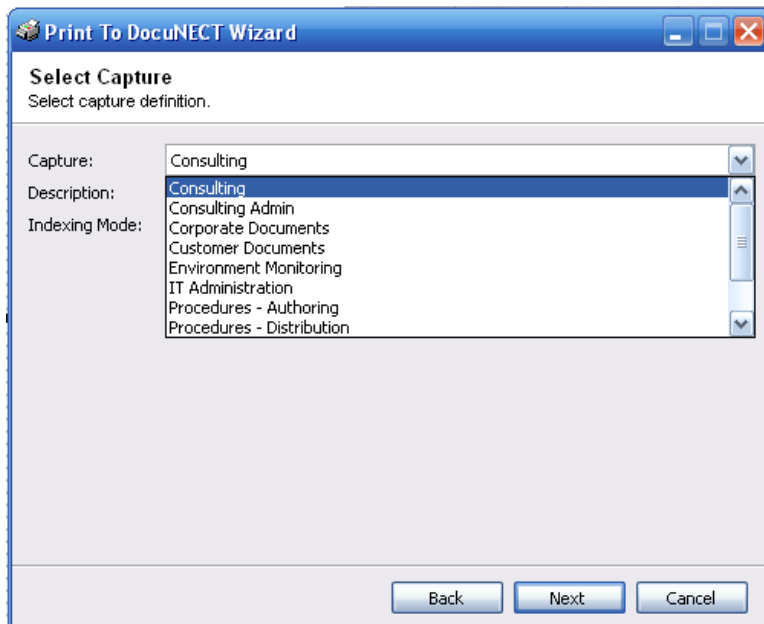 Print To DocuNECT Wizard
Select Capture
Select capture definition.
Capture: Consulting
Description: Consulting
Consulting Admin
Indexing Mode: Corporate Documents
Customer Documents
Environment Monitoring
IT Administration
Procedures - Authoring
Procedures - Distribution
Back Next Cancel